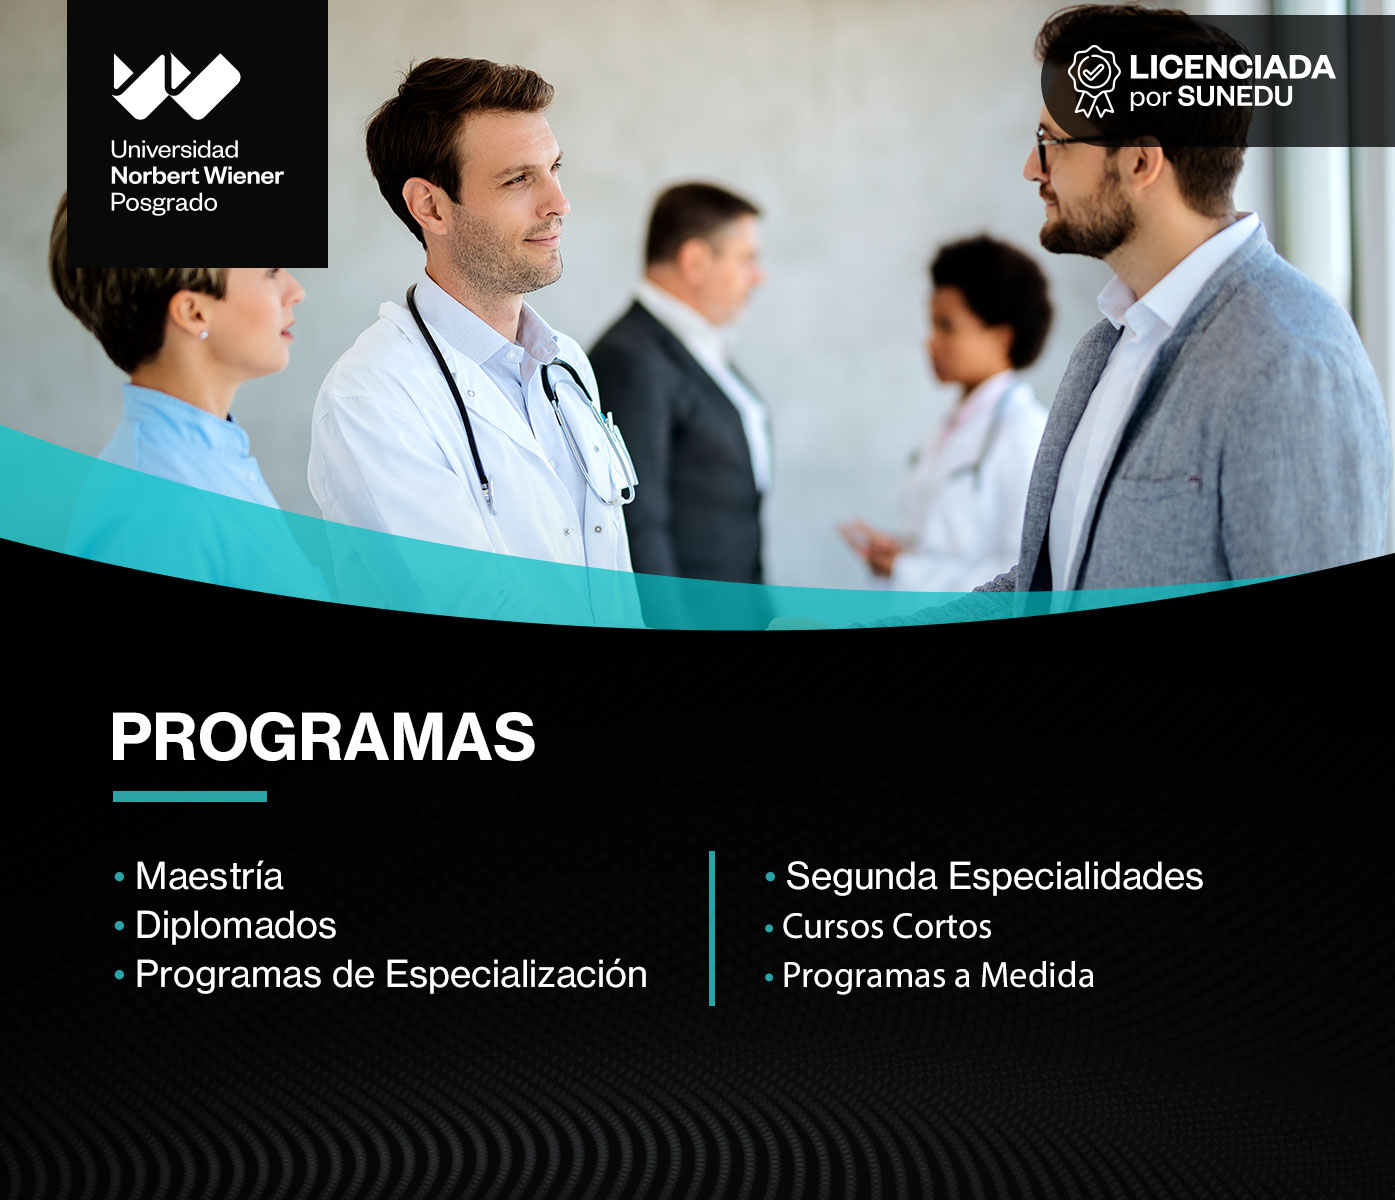 Universidad
Norbert Wiener
Posgrado
LICENCIADA
por SUNEDU
PROGRAMAS
• Maestría
• Diplomados
• Programas de Especialización
• Segunda Especialidades
• Cursos Cortos
• Programas a Medida